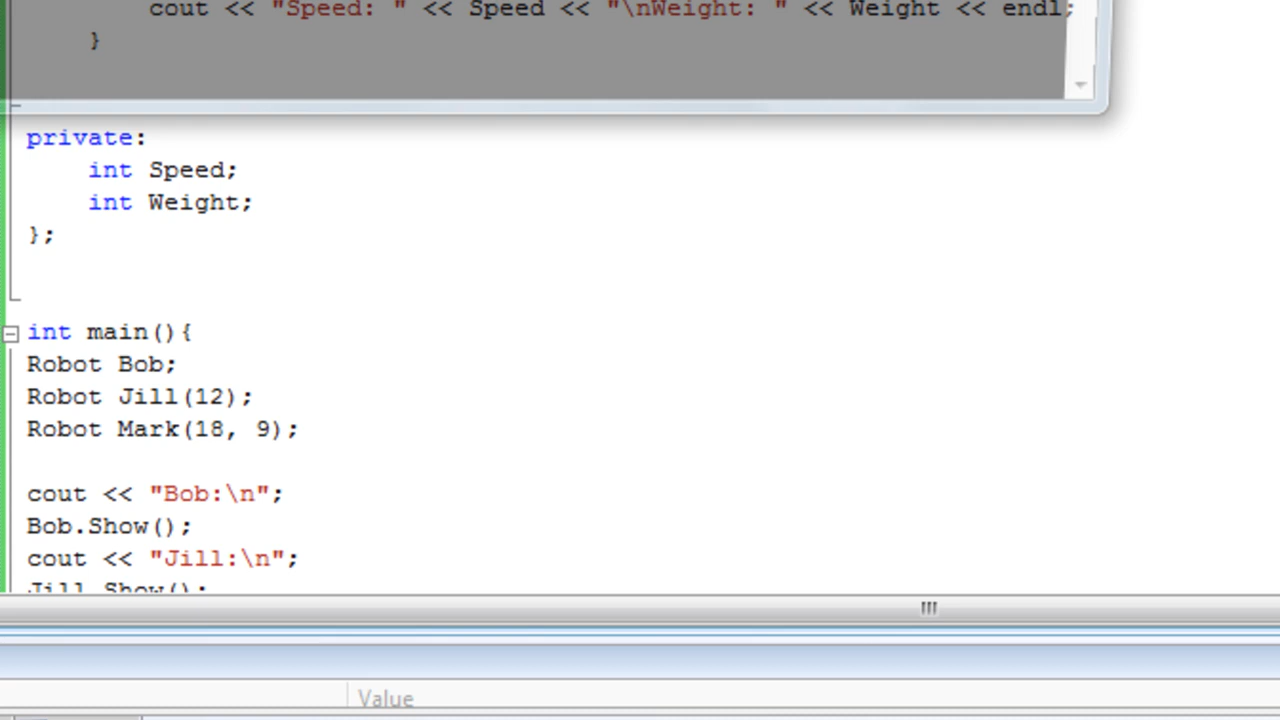 cout << "Speed: " << Speed << "\nWeight: " << Weight << endl;
}
private:
int Speed;
int Weight;
};
int main(){
Robot Bob;
Robot Jill(12);
Robot Mark(18, 9);
cout << "Bob:\n";
Bob.Show();
cout << "Jill:\n";
Jill.Show();
Value